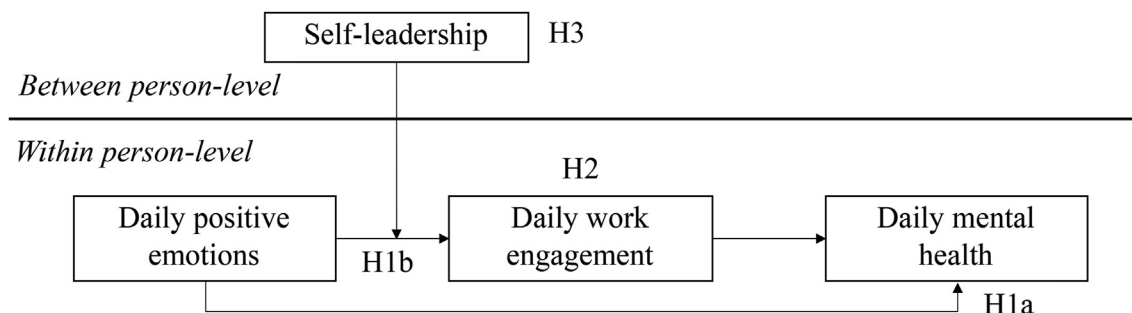 Self-leadership
H3
Between person-level
Within person-level
H2
Daily positive
emotions
H1b
Daily work
engagement
Daily mental
health
H1a